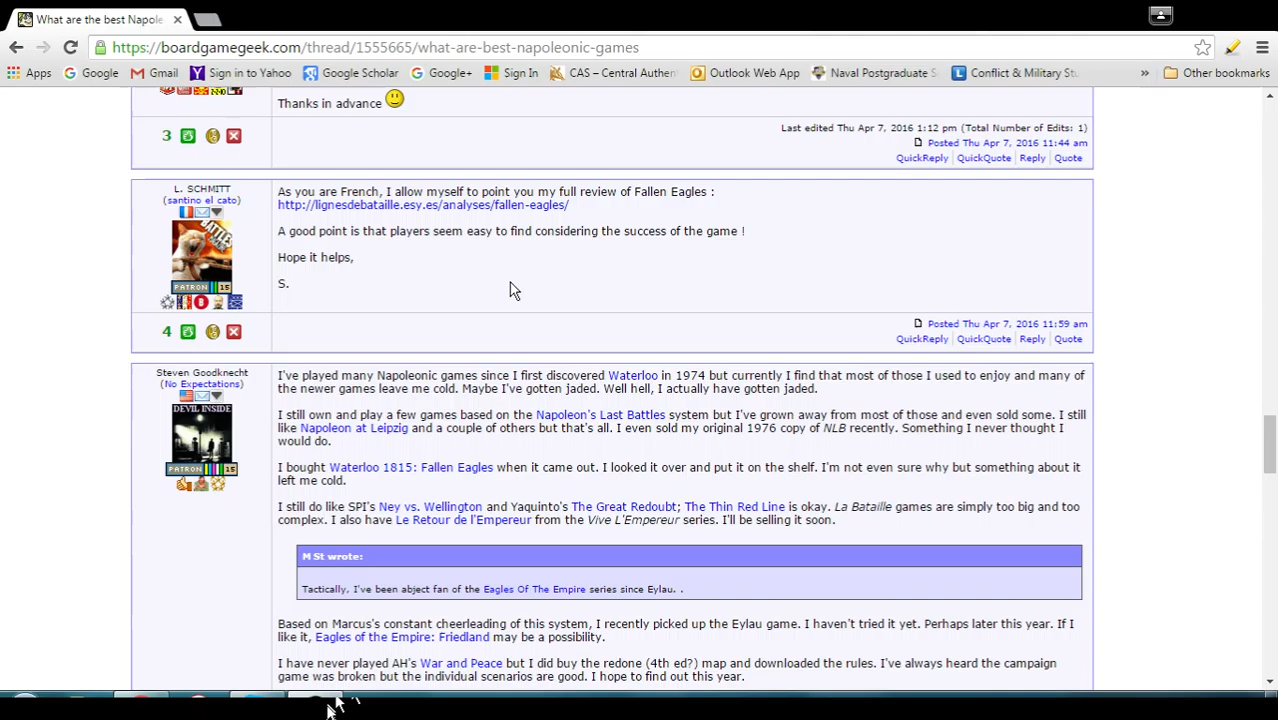 What are the best Napole
https://boardgamegeek.com/thread/1555665/what-are-best-napoleonic-games
Apps Google Gmail Sign in to Yahoo Google Scholar Google+ Sign In CAS – Central Authen Outlook Web App Naval Postgraduate S Conflict & Military Stu » Other bookmarks
Thanks in advance
3
Last edited Thu Apr 7, 2016 1:12 pm (Total Number of Edits: 1)
Posted Thu Apr 7, 2016 11:44 am
QuickReply QuickQuote Reply Quote
L. SCHMITT
(santino el cato)
PATRON 15
As you are French, I allow myself to point you my full review of Fallen Eagles :
http://lignesdebataille.esy.es/analyses/fallen-eagles/
A good point is that players seem easy to find considering the success of the game !
Hope it helps,
S.
4
Posted Thu Apr 7, 2016 11:59 am
QuickReply QuickQuote Reply Quote
Steven Goodknecht
(No Expectations)
DEVIL INSIDE
PATRON 15
I've played many Napoleonic games since I first discovered Waterloo in 1974 but currently I find that most of those I used to enjoy and many of
the newer games leave me cold. Maybe I've gotten jaded. Well hell, I actually have gotten jaded.
I still own and play a few games based on the Napoleon's Last Battles system but I've grown away from most of those and even sold some. I still
like Napoleon at Leipzig and a couple of others but that's all. I even sold my original 1976 copy of NLB recently. Something I never thought I
would do.
I bought Waterloo 1815: Fallen Eagles when it came out. I looked it over and put it on the shelf. I'm not even sure why but something about it
left me cold.
I still do like SPI's Ney vs. Wellington and Yaquinto's The Great Redoubt; The Thin Red Line is okay. La Bataille games are simply too big and too
complex. I also have Le Retour de l'Empereur from the Vive L'Empereur series. I'll be selling it soon.
M St wrote:
Tactically, I've been abject fan of the Eagles Of The Empire series since Eylau. .
Based on Marcus's constant cheerleading of this system, I recently picked up the Eylau game. I haven't tried it yet. Perhaps later this year. If I
like it, Eagles of the Empire: Friedland may be a possibility.
I have never played AH's War and Peace but I did buy the redone (4th ed?) map and downloaded the rules. I've always heard the campaign
game was broken but the individual scenarios are good. I hope to find out this year.